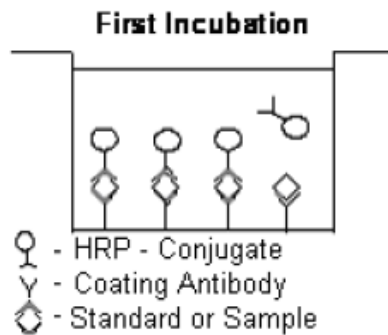 First Incubation
- HRP - Conjugate
- Coating Antibody
- Standard or Sample